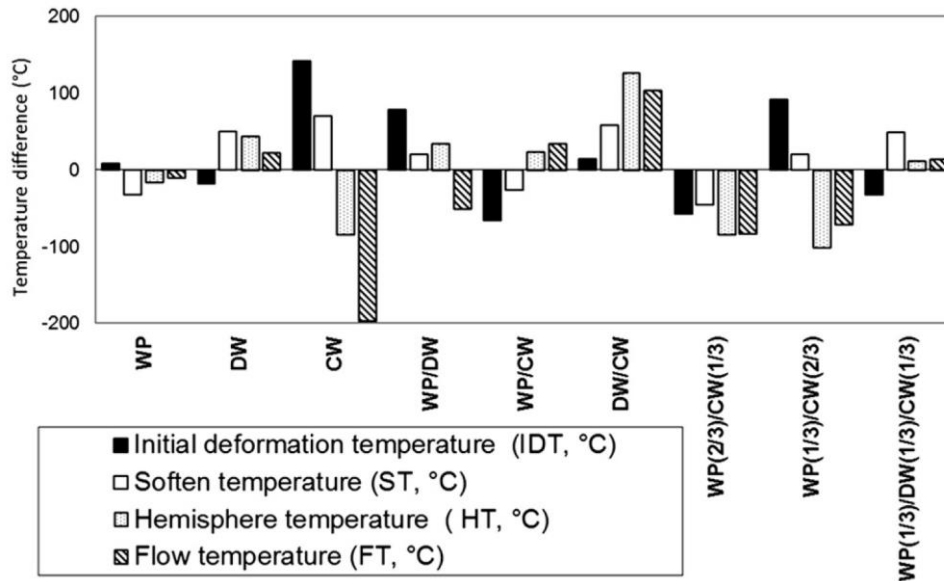 200
100
0
-100
-200
Temperature difference (°C)
WP
DW
CW
WP/DW
WP/CW
DW/CW
WP(2/3)/CW(1/3)
WP(1/3)/CW(2/3)
WP(1/3)/DW(1/3)/CW(1/3)
Initial deformation temperature (IDT, °C)
Soften temperature (ST, °C)
Hemisphere temperature ( HT, °C)
Flow temperature (FT, °C)